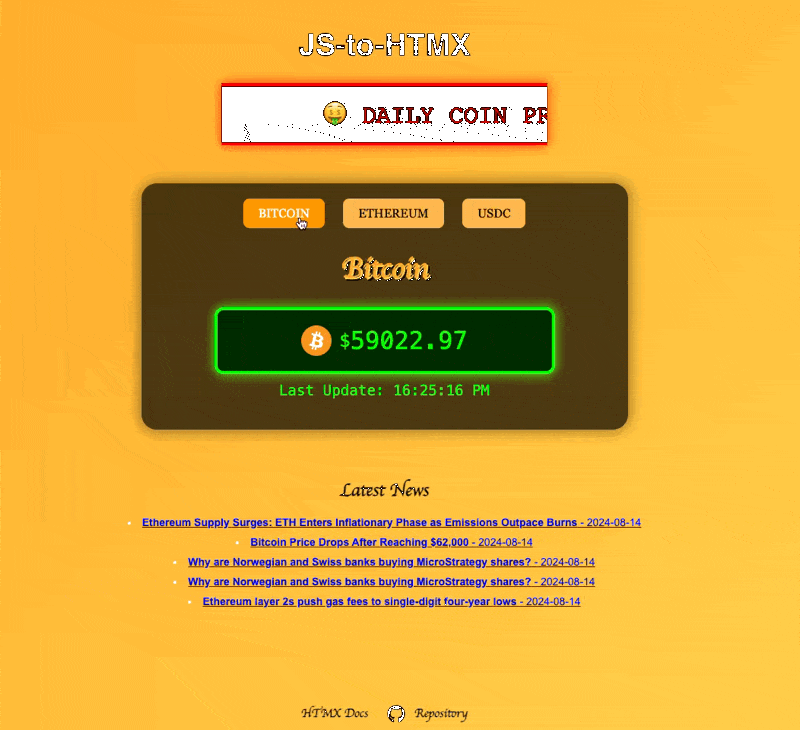 JS-to-HTMX
🤑 DAILY COIN PR
BITCOIN ETHEREUM USDC
Bitcoin
$59022.97
Last Update: 16:25:16 PM
Latest News
Ethereum Supply Surges: ETH Enters Inflationary Phase as Emissions Outpace Burns - 2024-08-14
Bitcoin Price Drops After Reaching $62,000 - 2024-08-14
Why are Norwegian and Swiss banks buying MicroStrategy shares? - 2024-08-14
Why are Norwegian and Swiss banks buying MicroStrategy shares? - 2024-08-14
Ethereum layer 2s push gas fees to single-digit four-year lows - 2024-08-14
HTMX Docs Repository